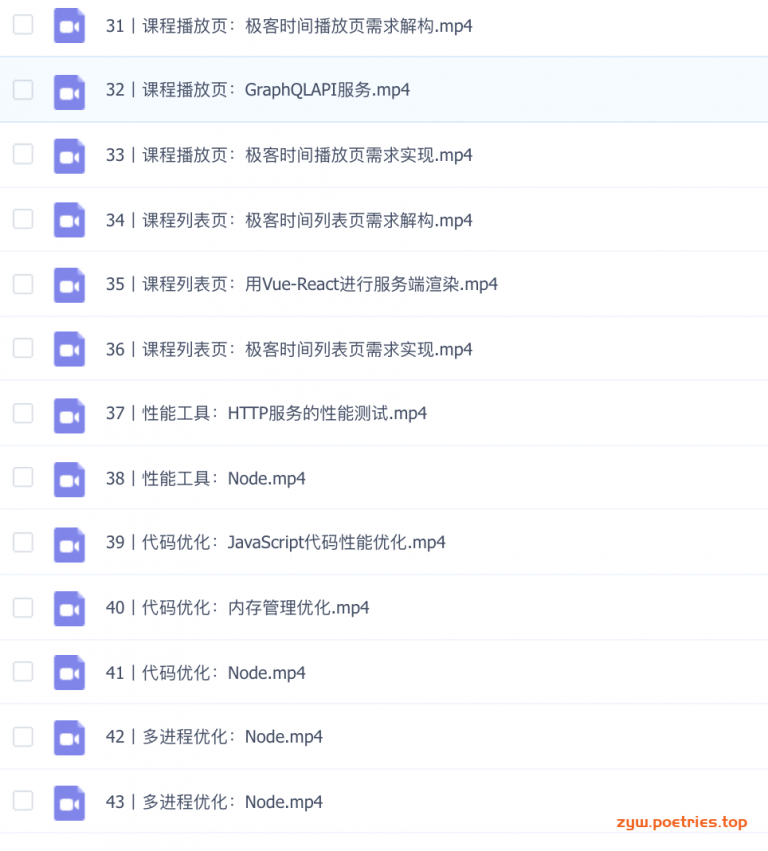 31丨课程播放页：极客时间播放页需求解构.mp4
32丨课程播放页：GraphQLAPI服务.mp4
33丨课程播放页：极客时间播放页需求实现.mp4
34丨课程列表页：极客时间列表页需求解构.mp4
35丨课程列表页：用Vue-React进行服务端渲染.mp4
36丨课程列表页：极客时间列表页需求实现.mp4
37丨性能工具：HTTP服务的性能测试.mp4
38丨性能工具：Node.mp4
39丨代码优化：JavaScript代码性能优化.mp4
40丨代码优化：内存管理优化.mp4
41丨代码优化：Node.mp4
42丨多进程优化：Node.mp4
43丨多进程优化：Node.mp4
zyw.poetries.top